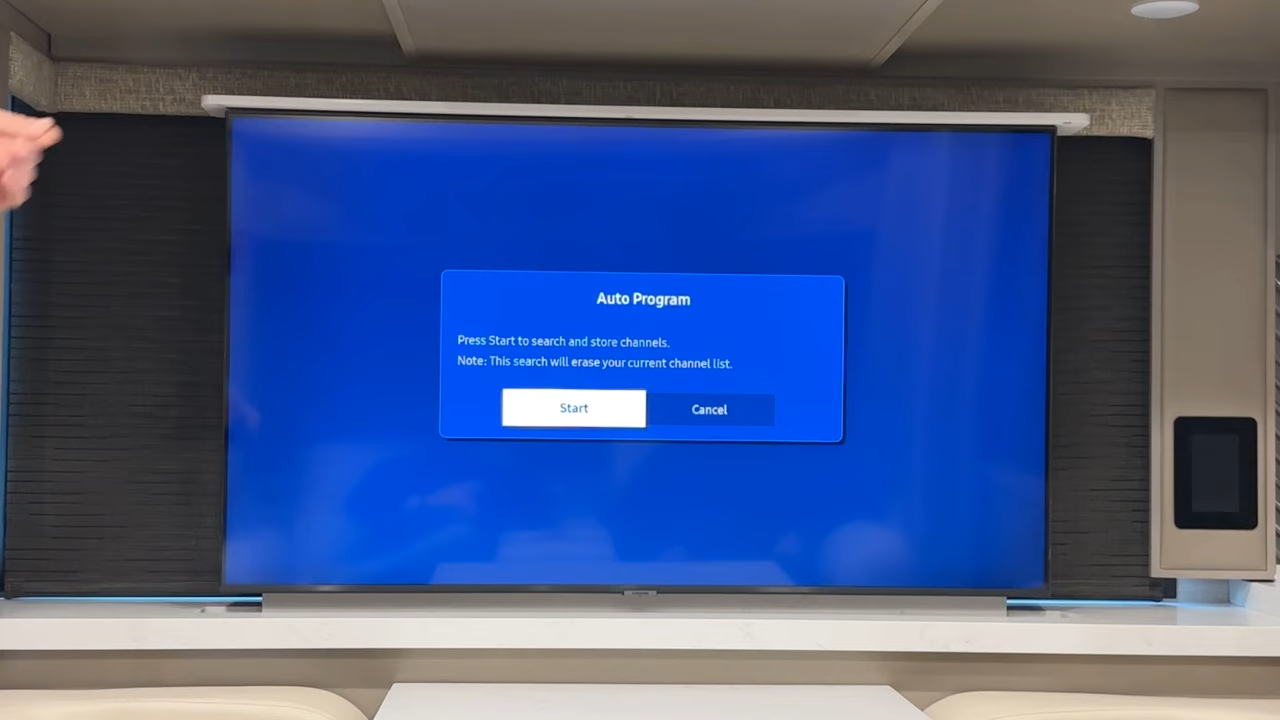 Auto Program
Press Start to search and store channels.
Note: This search will erase your current channel list.
Start
Cancel